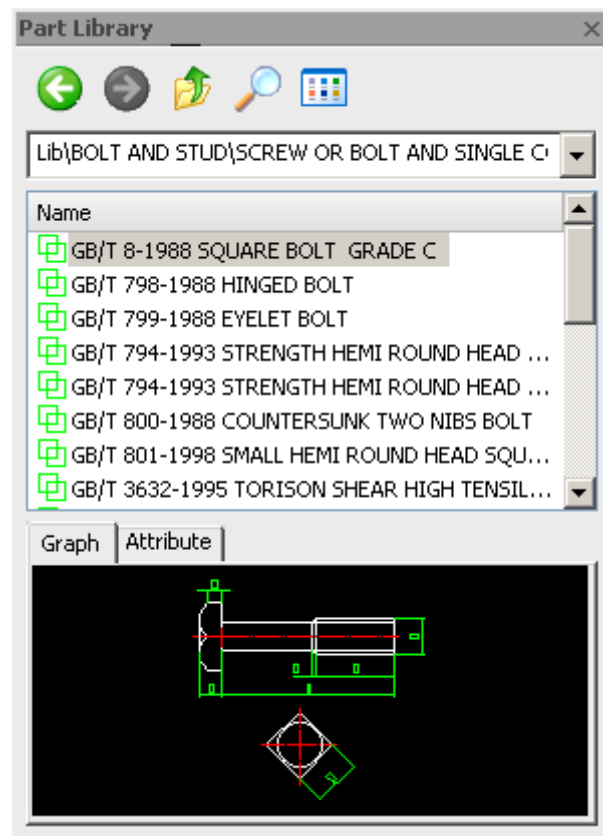 Part Library
Lib\BOLT AND STUD\SCREW OR BOLT AND SINGLE
Name
GB/T 8-1988 SQUARE BOLT GRADE C
GB/T 798-1988 HINGED BOLT
GB/T 799-1988 EYELET BOLT
GB/T 794-1993 STRENGTH HEMI ROUND HEAD ...
GB/T 794-1993 STRENGTH HEMI ROUND HEAD ...
GB/T 800-1988 COUNTERSUNK TWO NIBS BOLT
GB/T 801-1998 SMALL HEMI ROUND HEAD SQU...
GB/T 3632-1995 TORISON SHEAR HIGH TENSIL...
Graph Attribute